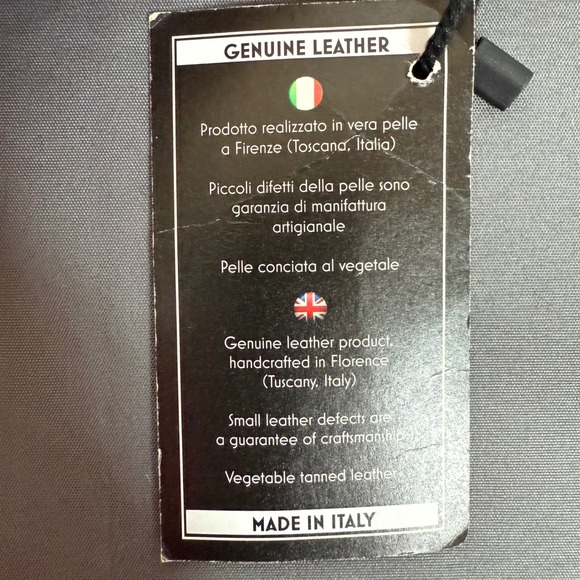 GENUINE LEATHER
Prodotto realizzato in vera pelle
a Firenze (Toscana, Italia)
Piccoli difetti della pelle sono
garanzia di manifattura
artigianale
Pelle conciata al vegetale
Genuine leather product,
handcrafted in Florence
(Tuscany, Italy)
Small leather defects are
a guarantee of craftsmanship
Vegetable tanned leather
MADE IN ITALY